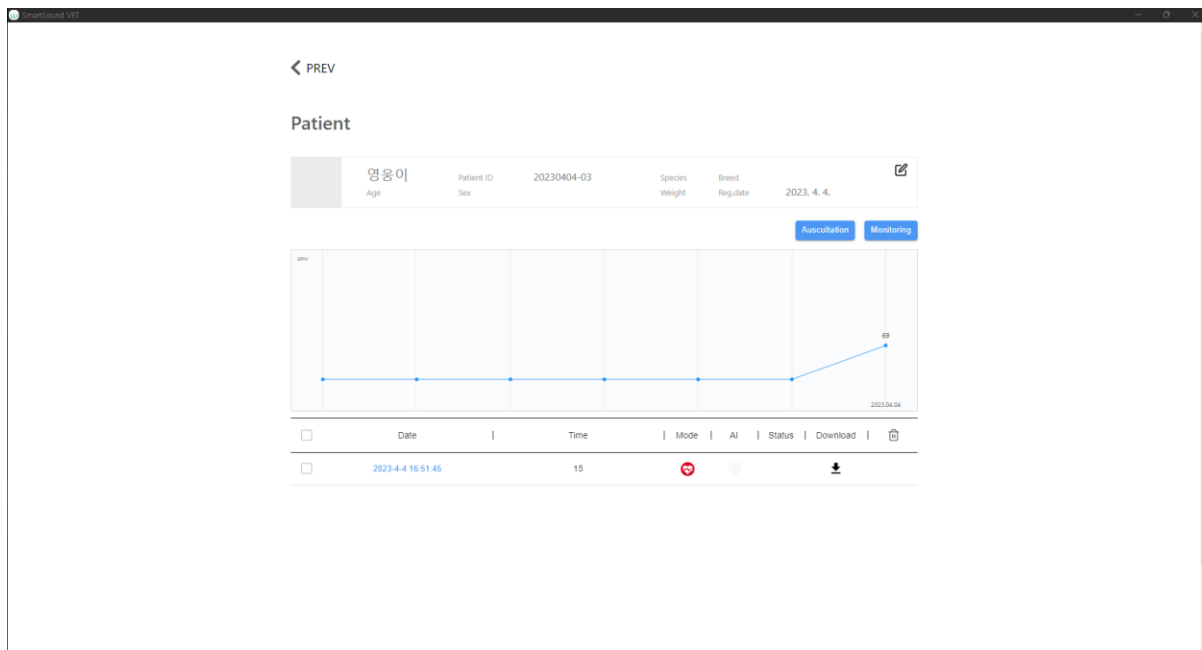 SmartSound VET
PREV
Patient
영웅이 Patient ID 20230404-03 Species Breed
Age Sex Weight Reg.date 2023. 4. 4.
Auscultation Monitoring
BPM
69
2023.04.04
Date | Time | Mode | AI | Status | Download |
2023-4-4 16:51:45 15